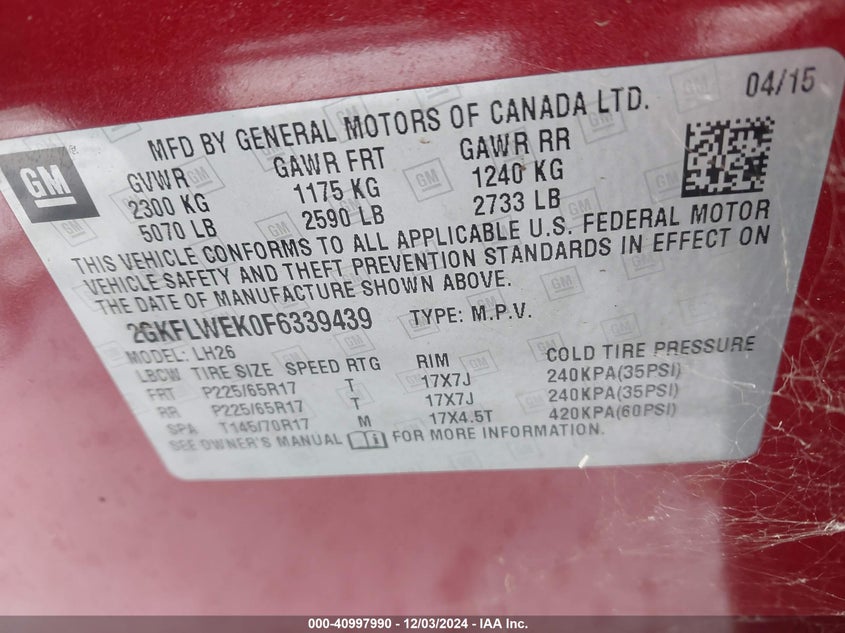 04/15
MFD BY GENERAL MOTORS OF CANADA LTD.
GM
GVWR GAWR FRT GAWR RR
2300 KG 1175 KG 1240 KG
5070 LB 2590 LB 2733 LB
THIS VEHICLE CONFORMS TO ALL APPLICABLE U.S. FEDERAL MOTOR
VEHICLE SAFETY AND THEFT PREVENTION STANDARDS IN EFFECT ON
THE DATE OF MANUFACTURE SHOWN ABOVE.
2GKFLWEK0F6339439 TYPE: M.P.V.
MODEL: LH26
LBCW TIRE SIZE SPEED RTG RIM COLD TIRE PRESSURE
FRT P225/65R17 T 17X7J 240KPA(35PSI)
RR P225/65R17 T 17X7J 240KPA(35PSI)
SPA T145/70R17 M 17X4.5T 420KPA(60PSI)
SEE OWNER'S MANUAL FOR MORE INFORMATION.
000-40997990 - 12/03/2024 - IAA Inc.